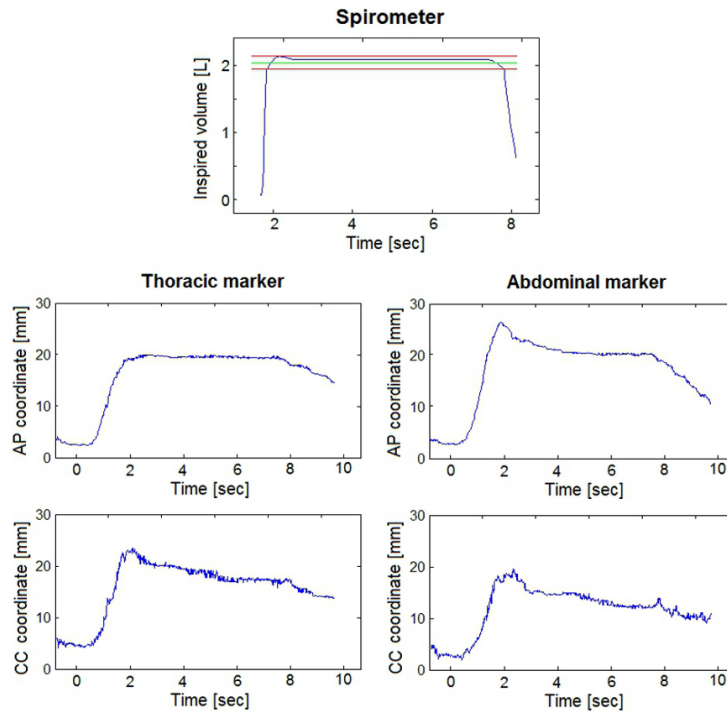 Spirometer
Inspired volume [L]
2
1
0
2 4 6 8
Time [sec]
Thoracic marker
AP coordinate [mm]
30
20
10
0
0 2 4 6 8 10
Time [sec]
Abdominal marker
AP coordinate [mm]
30
20
10
0
0 2 4 6 8 10
Time [sec]
CC coordinate [mm]
30
20
10
0
0 2 4 6 8 10
Time [sec]
CC coordinate [mm]
30
20
10
0
0 2 4 6 8 10
Time [sec]